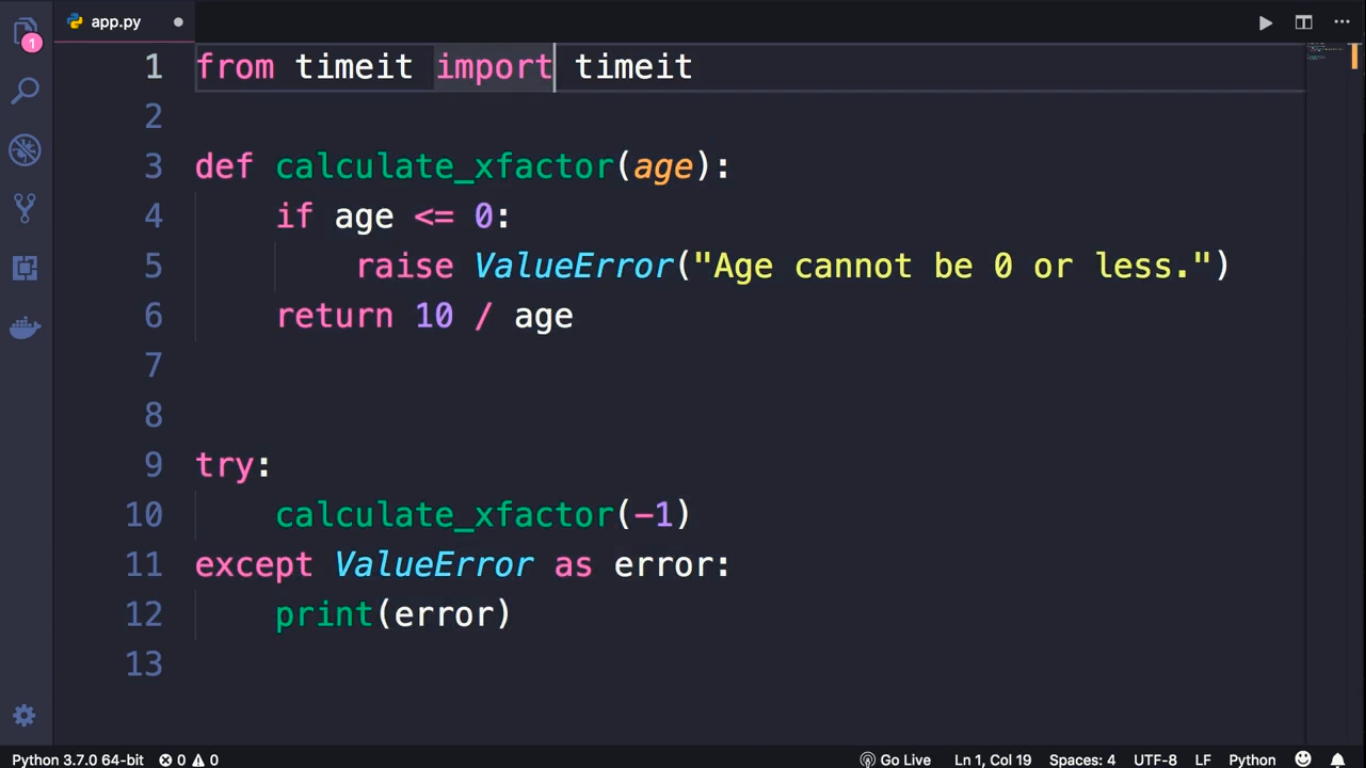 app.py
1
1 from timeit import timeit
2
3 def calculate_xfactor(age):
4     if age <= 0:
5         raise ValueError("Age cannot be 0 or less.")
6     return 10 / age
7
8
9 try:
10     calculate_xfactor(-1)
11 except ValueError as error:
12     print(error)
13
Python 3.7.0 64-bit 0 0 Go Live Ln 1, Col 19 Spaces: 4 UTF-8 LF Python